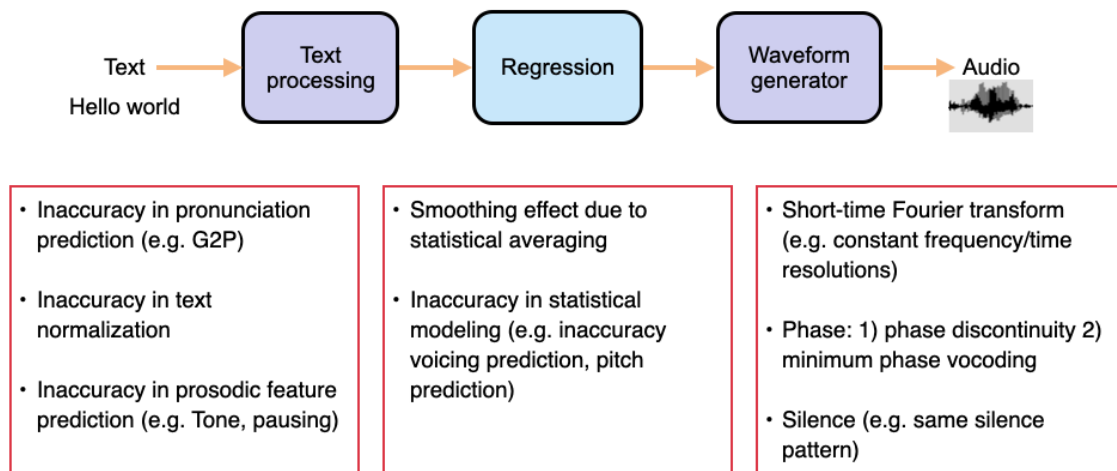 Text
Hello world
Text
processing
Regression
Waveform
generator
Audio
• Inaccuracy in pronunciation
prediction (e.g. G2P)
• Inaccuracy in text
normalization
• Inaccuracy in prosodic feature
prediction (e.g. Tone, pausing)
• Smoothing effect due to
statistical averaging
• Inaccuracy in statistical
modeling (e.g. inaccuracy
voicing prediction, pitch
prediction)
• Short-time Fourier transform
(e.g. constant frequency/time
resolutions)
• Phase: 1) phase discontinuity 2)
minimum phase vocoding
• Silence (e.g. same silence
pattern)